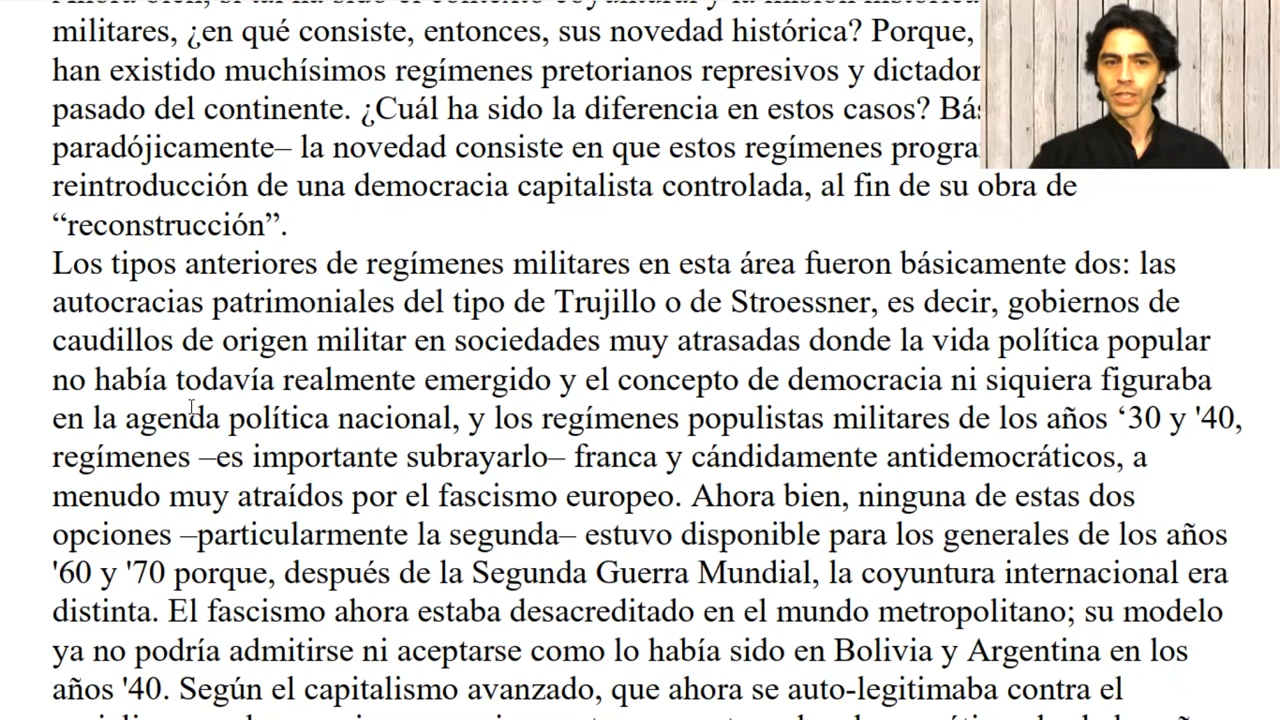 militares, ¿en qué consiste, entonces, sus novedad histórica? Porque,
han existido muchísimos regímenes pretorianos represivos y
pasado del continente. ¿Cuál ha sido la diferencia en estos casos?
paradójicamente– la novedad consiste en que estos regímenes
reintroducción de una democracia capitalista controlada, al fin de su obra de
“reconstrucción”.
Los tipos anteriores de regímenes militares en esta área fueron básicamente dos: las
autocracias patrimoniales del tipo de Trujillo o de Stroessner, es decir, gobiernos de
caudillos de origen militar en sociedades muy atrasadas donde la vida política popular
no había todavía realmente emergido y el concepto de democracia ni siquiera figuraba
en la agenda política nacional, y los regímenes populistas militares de los años ‘30 y '40,
regímenes –es importante subrayarlo– franca y cándidamente antidemocráticos, a
menudo muy atraídos por el fascismo europeo. Ahora bien, ninguna de estas dos
opciones –particularmente la segunda– estuvo disponible para los generales de los años
'60 y '70 porque, después de la Segunda Guerra Mundial, la coyuntura internacional era
distinta. El fascismo ahora estaba desacreditado en el mundo metropolitano; su modelo
ya no podría admitirse ni aceptarse como lo había sido en Bolivia y Argentina en los
años '40. Según el capitalismo avanzado, que ahora se auto-legitimaba contra el